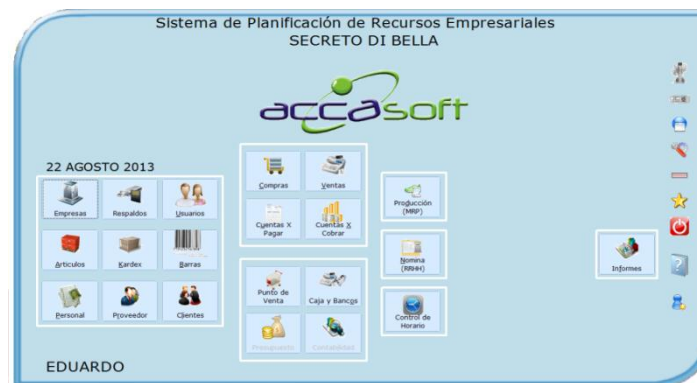 Sistema de Planificación de Recursos Empresariales
SECRETO DI BELLA
accasoft
22 AGOSTO 2013
Empresas
Respaldos
Usuarios
Articulos
Kardex
Barras
Personal
Proveedor
Clientes
Compras
Ventas
Cuentas X
Pagar
Cuentas X
Cobrar
Punto de
Venta
Caja y Bancos
Presupuesto
Contabilidad
Producción
(MRP)
Nomina
(RRHH)
Control de
Horario
Informes
EDUARDO